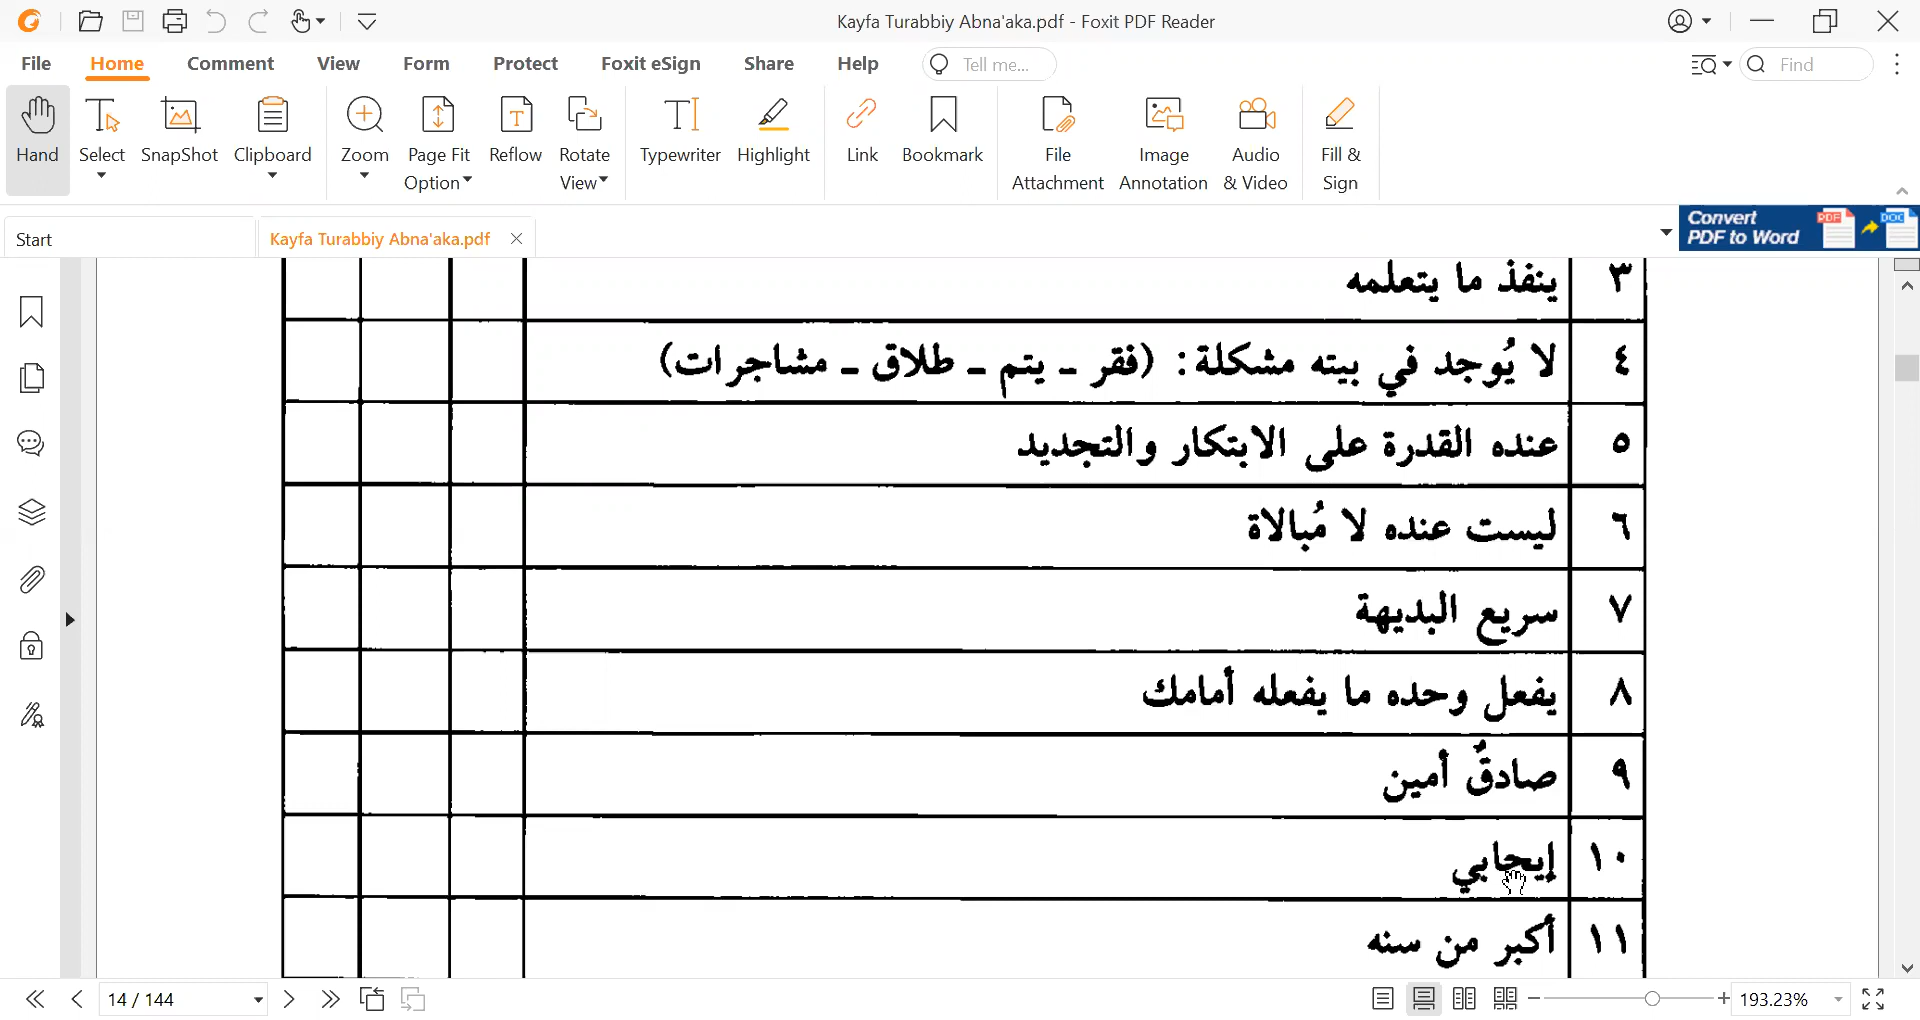 Kayfa Turabbiy Abna'aka.pdf - Foxit PDF Reader
File Home Comment View Form Protect Foxit eSign Share Help Tell me... Find
Hand Select SnapShot Clipboard Zoom Page Fit Option Reflow Rotate View Typewriter Highlight Link Bookmark File Attachment Image Annotation Audio & Video Fill & Sign
Start Kayfa Turabbiy Abna'aka.pdf
Convert PDF to Word PDF DOC
٣ ينفذ ما يتعلمه
٤ لا يُوجد في بيته مشكلة: (فقر - يتم - طلاق - مشاجرات)
٥ عنده القدرة على الابتكار والتجديد
٦ ليست عنده لا مُبالاة
٧ سريع البديهة
٨ يفعل وحده ما يفعله أمامك
٩ صادقٌ أمين
١٠ إيجابي
١١ أكبر من سنه
14 / 144 193.23%